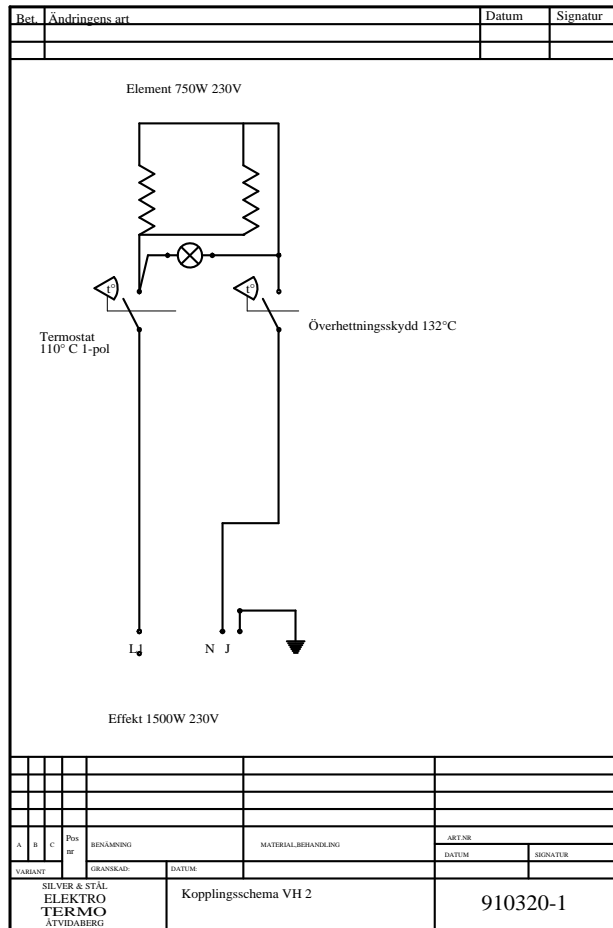 Bet. Ändringens art Datum Signatur
Element 750W 230V
t° t°
Överhettningsskydd 132°C
Termostat
110° C 1-pol
L1 N J
Effekt 1500W 230V
A B C Pos nr BENÄMNING MATERIAL,BEHANDLING ART.NR
DATUM SIGNATUR
VARIANT GRANSKAD: DATUM:
SILVER & STÅL
ELEKTRO
TERMO
ÅTVIDABERG
Kopplingsschema VH 2
910320-1